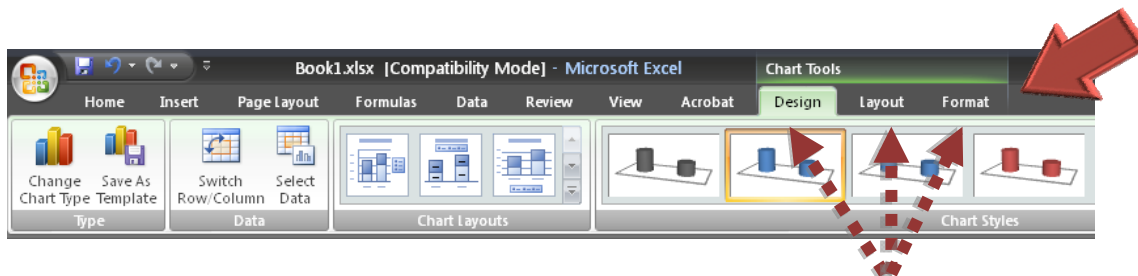 Book1.xlsx [Compatibility Mode] - Microsoft Excel Chart Tools
Home Insert Page Layout Formulas Data Review View Acrobat Design Layout Format
Change Chart Type Save As Template Switch Row/Column Select Data
Type Data Chart Layouts Chart Styles